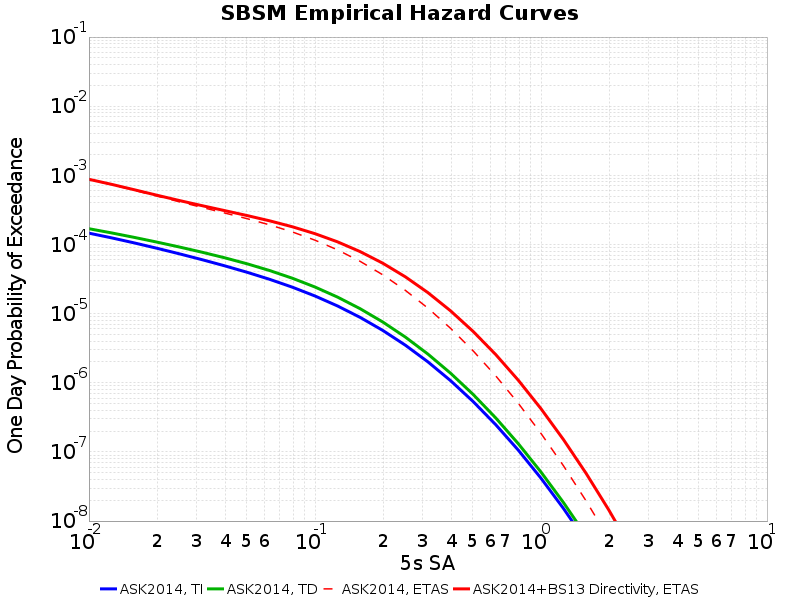 SBSM Empirical Hazard Curves
One Day Probability of Exceedance
10-1
10-2
10-3
10-4
10-5
10-6
10-7
10-8
10-2 2 3 4 5 6 10-1 2 3 4 5 6 7 100 2 3 4 5 6 7 101
5s SA
ASK2014, TI ASK2014, TD ASK2014, ETAS ASK2014+BS13 Directivity, ETAS